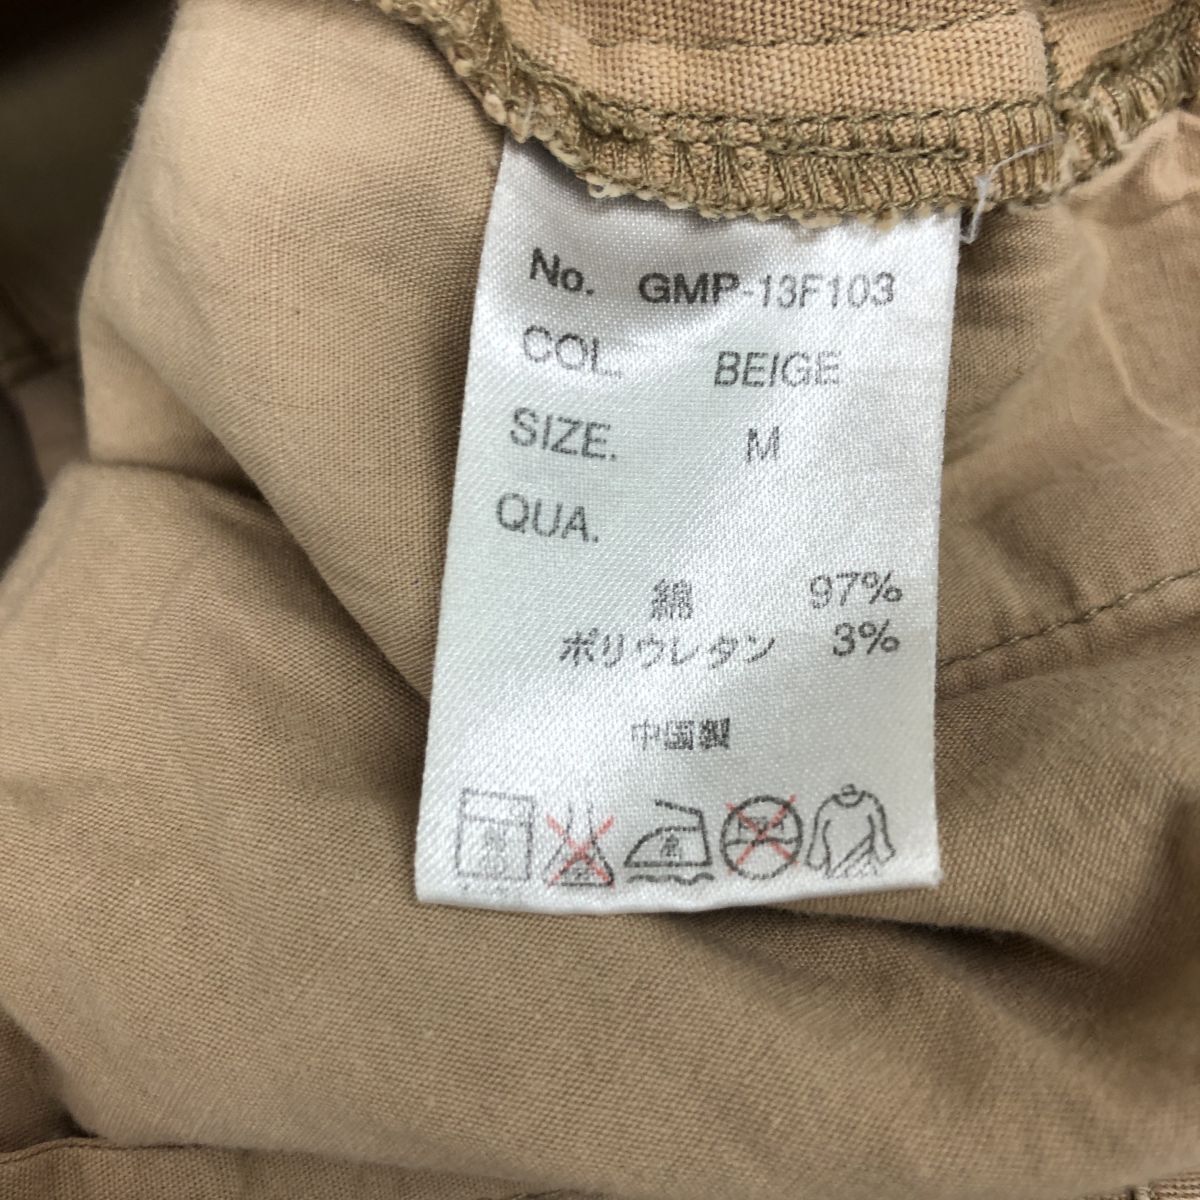 No. GMP-13F103
COL. BEIGE
SIZE. M
QUA.
綿 97%
ポリウレタン 3%
中国製